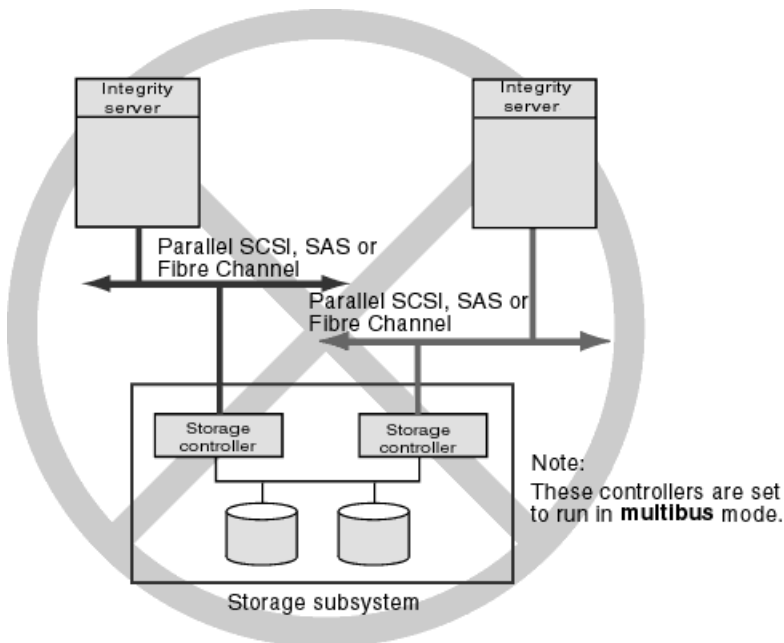 Integrity
server
Integrity
server
Parallel SCSI, SAS or
Fibre Channel
Parallel SCSI, SAS or
Fibre Channel
Storage
controller
Storage
controller
Note:
These controllers are set
to run in multibus mode.
Storage subsystem